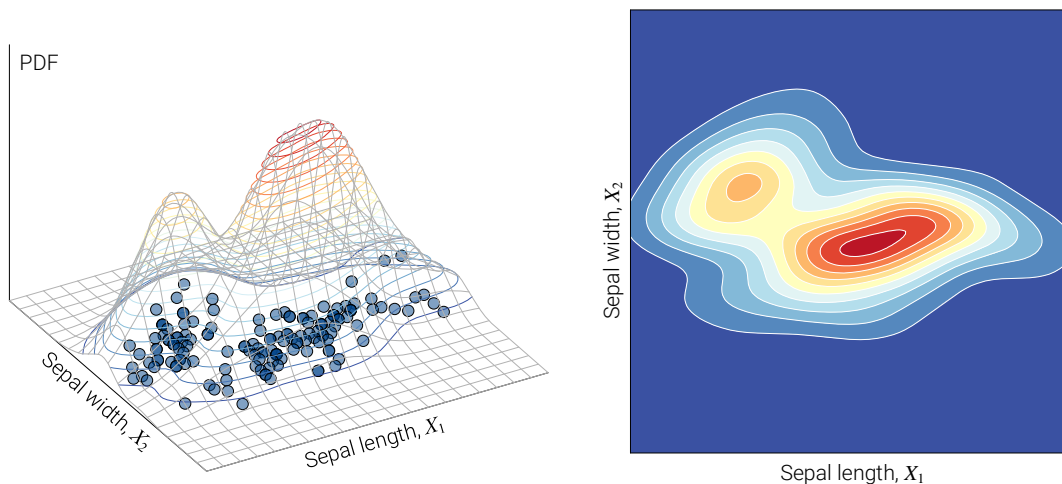 PDF
Sepal width, X₂
Sepal length, X₁
Sepal width, X₂
Sepal length, X₁